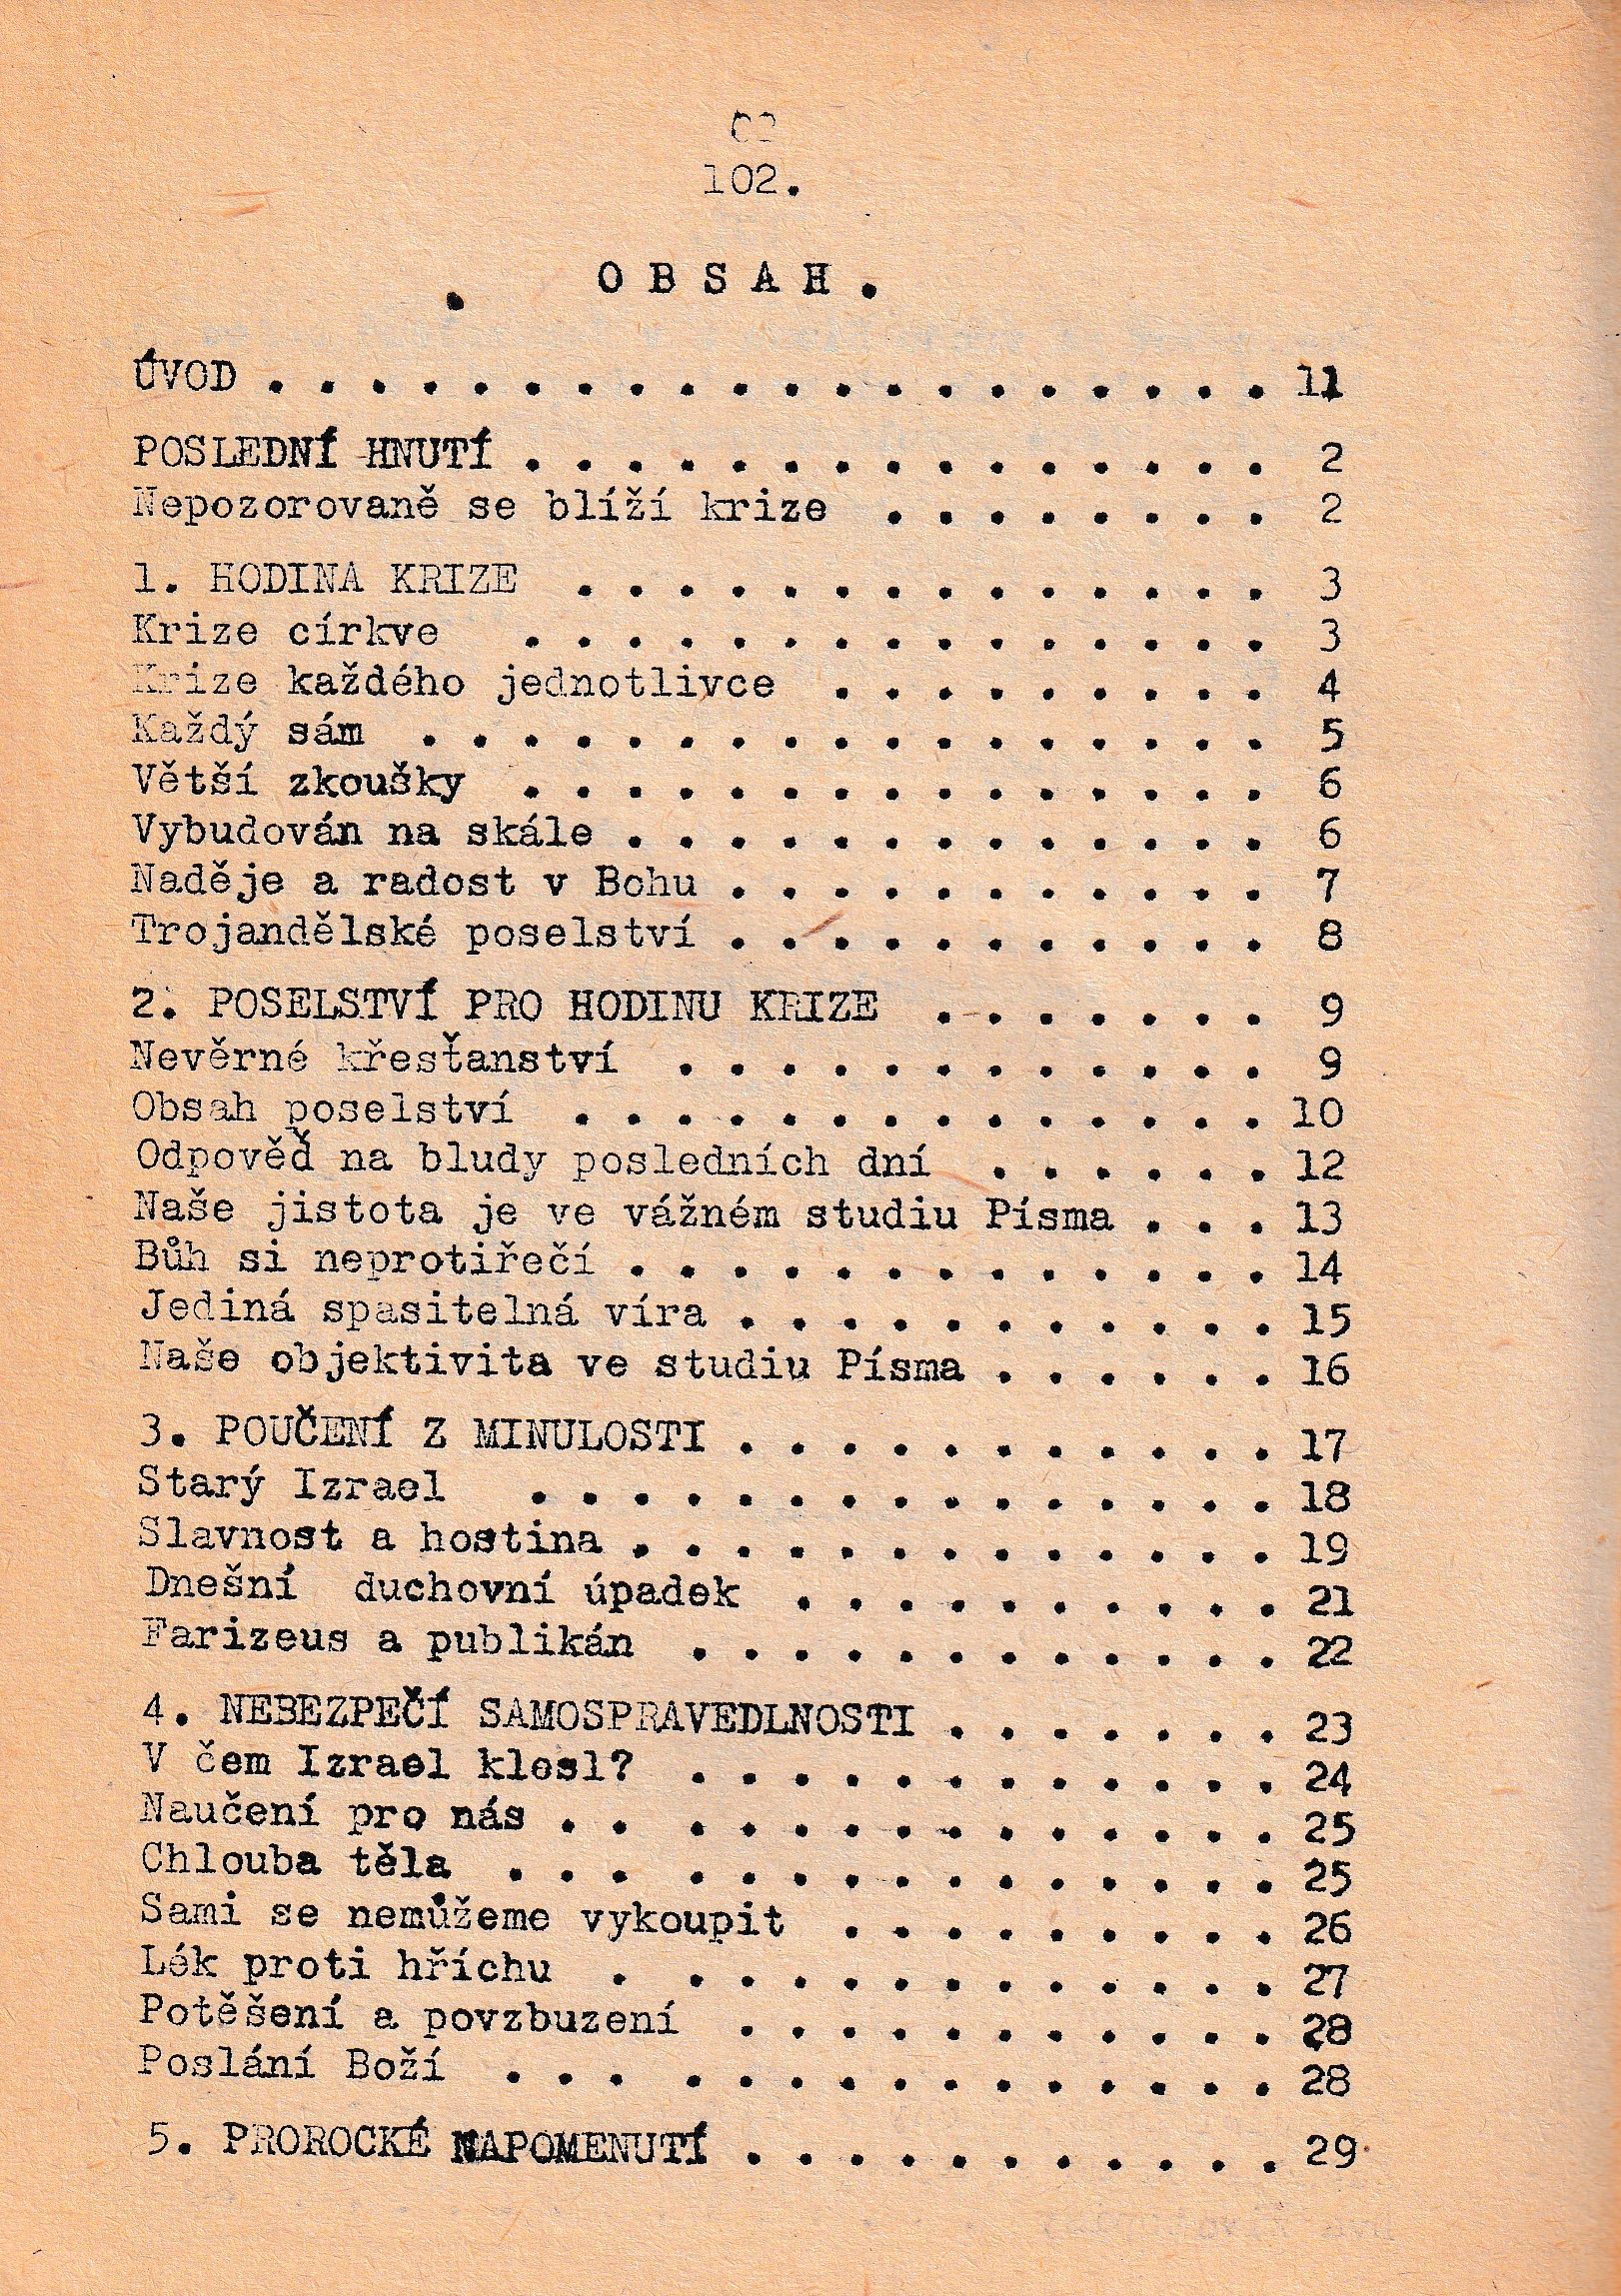 102.
O B S A H .
ÚVOD . . . . . . . . . . . . . . . . . . . . 11
POSLEDNÍ HNUTÍ . . . . . . . . . . . . . . . 2
Nepozorovaně se blíží krize . . . . . . . . 2
1. HODINA KRIZE . . . . . . . . . . . . . . 3
Krize církve . . . . . . . . . . . . . . . 3
Krize každého jednotlivce . . . . . . . . . 4
Každý sám . . . . . . . . . . . . . . . . . 5
Větší zkoušky . . . . . . . . . . . . . . . 6
Vybudován na skále . . . . . . . . . . . . . 6
Naděje a radost v Bohu . . . . . . . . . . . 7
Trojandělské poselství . . . . . . . . . . . 8
2. POSELSTVÍ PRO HODINU KRIZE . . . . . . . 9
Nevěrné křesťanství . . . . . . . . . . . . 9
Obsah poselství . . . . . . . . . . . . . . 10
Odpověď na bludy posledních dní . . . . . . 12
Naše jistota je ve vážném studiu Písma . . . 13
Bůh si neprotiřečí . . . . . . . . . . . . . 14
Jediná spasitelná víra . . . . . . . . . . . 15
Naše objektivita ve studiu Písma . . . . . . 16
3. POUČENÍ Z MINULOSTI . . . . . . . . . . . 17
Starý Izrael . . . . . . . . . . . . . . . 18
Slavnost a hostina . . . . . . . . . . . . . 19
Dnešní duchovní úpadek . . . . . . . . . . 21
Farizeus a publikán . . . . . . . . . . . . 22
4. NEBEZPEČÍ SAMOSPRAVEDLNOSTI . . . . . . . 23
V čem Izrael klesl? . . . . . . . . . . . . 24
Naučení pro nás . . . . . . . . . . . . . . 25
Chlouba těla . . . . . . . . . . . . . . . 25
Sami se nemůžeme vykoupit . . . . . . . . . 26
Lék proti hříchu . . . . . . . . . . . . . 27
Potěšení a povzbuzení . . . . . . . . . . . 28
Poslání Boží . . . . . . . . . . . . . . . 28
5. PROROCKÉ NAPOMENUTÍ . . . . . . . . . . . 29